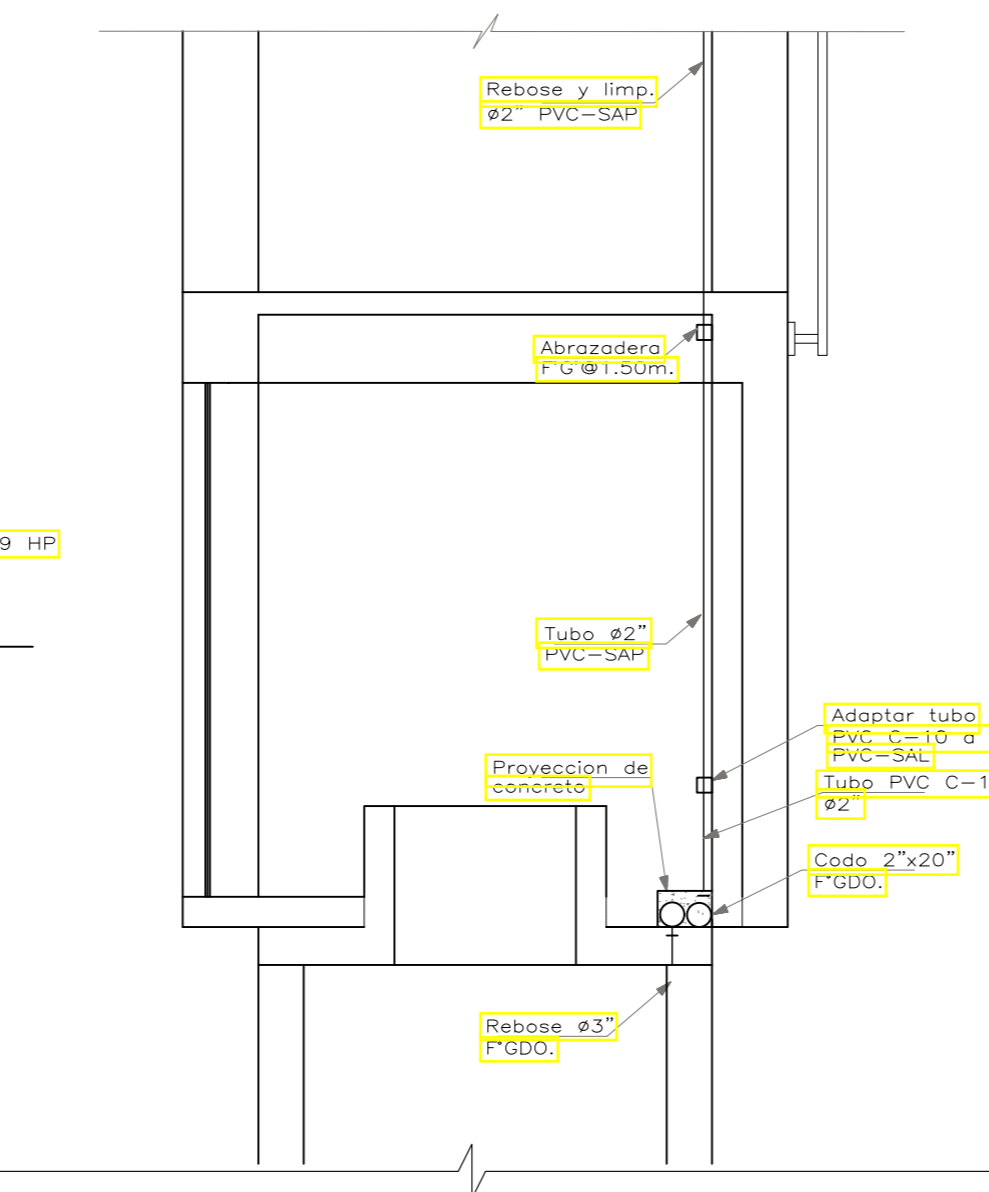 Rebose y limp.
ø2" PVC-SAP
Abrazadera
F°G°@1.50m.
9 HP
Tubo ø2"
PVC-SAP
Adaptar tubo
PVC C-10 a
PVC-SAL
Proyeccion de
concreto
Tubo PVC C-1
ø2"
Codo 2"x20"
F°GDO.
Rebose ø3"
F°GDO.